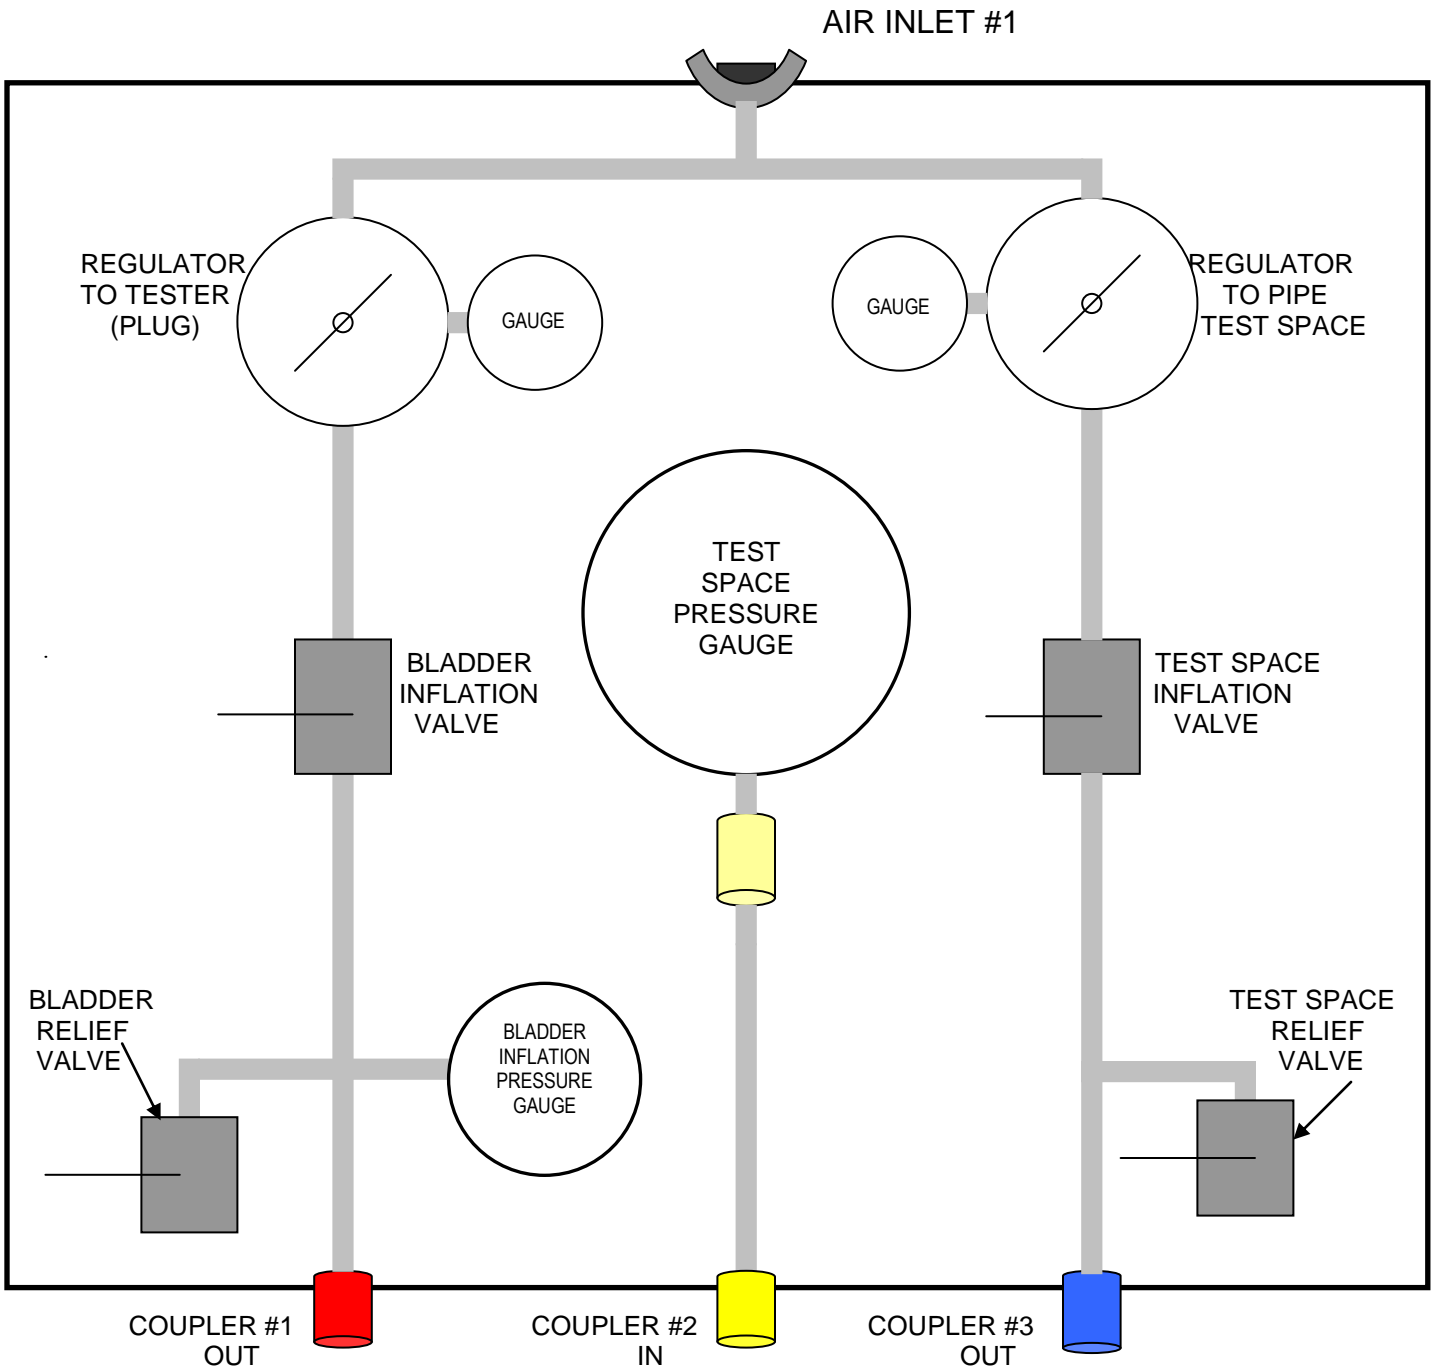 AIR INLET #1
REGULATOR
TO TESTER
(PLUG)
GAUGE
GAUGE
REGULATOR
TO PIPE
TEST SPACE
TEST
SPACE
PRESSURE
GAUGE
BLADDER
INFLATION
VALVE
TEST SPACE
INFLATION
VALVE
BLADDER
RELIEF
VALVE
BLADDER
INFLATION
PRESSURE
GAUGE
TEST SPACE
RELIEF
VALVE
COUPLER #1
OUT
COUPLER #2
IN
COUPLER #3
OUT